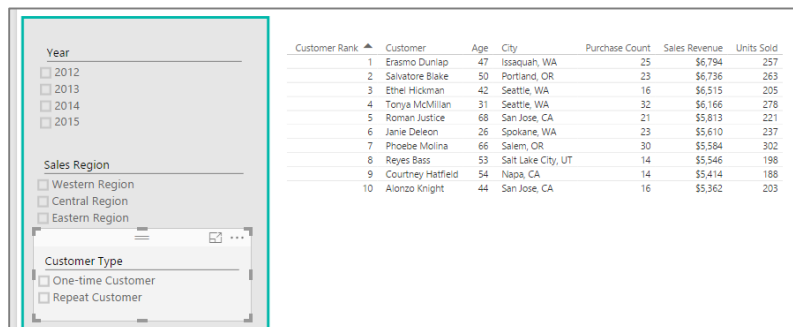 Year
2012
2013
2014
2015
Sales Region
Western Region
Central Region
Eastern Region
Customer Type
One-time Customer
Repeat Customer
Customer Rank Customer Age City Purchase Count Sales Revenue Units Sold
1 Erasmo Dunlap 47 Issaquah, WA 25 $6,794 257
2 Salvatore Blake 50 Portland, OR 23 $6,736 263
3 Ethel Hickman 42 Seattle, WA 16 $6,515 205
4 Tonya McMillan 31 Seattle, WA 32 $6,166 278
5 Roman Justice 68 San Jose, CA 21 $5,813 221
6 Janie Deleon 26 Spokane, WA 23 $5,610 237
7 Phoebe Molina 66 Salem, OR 30 $5,584 302
8 Reyes Bass 53 Salt Lake City, UT 14 $5,546 198
9 Courtney Hatfield 54 Napa, CA 14 $5,414 188
10 Alonzo Knight 44 San Jose, CA 16 $5,362 203